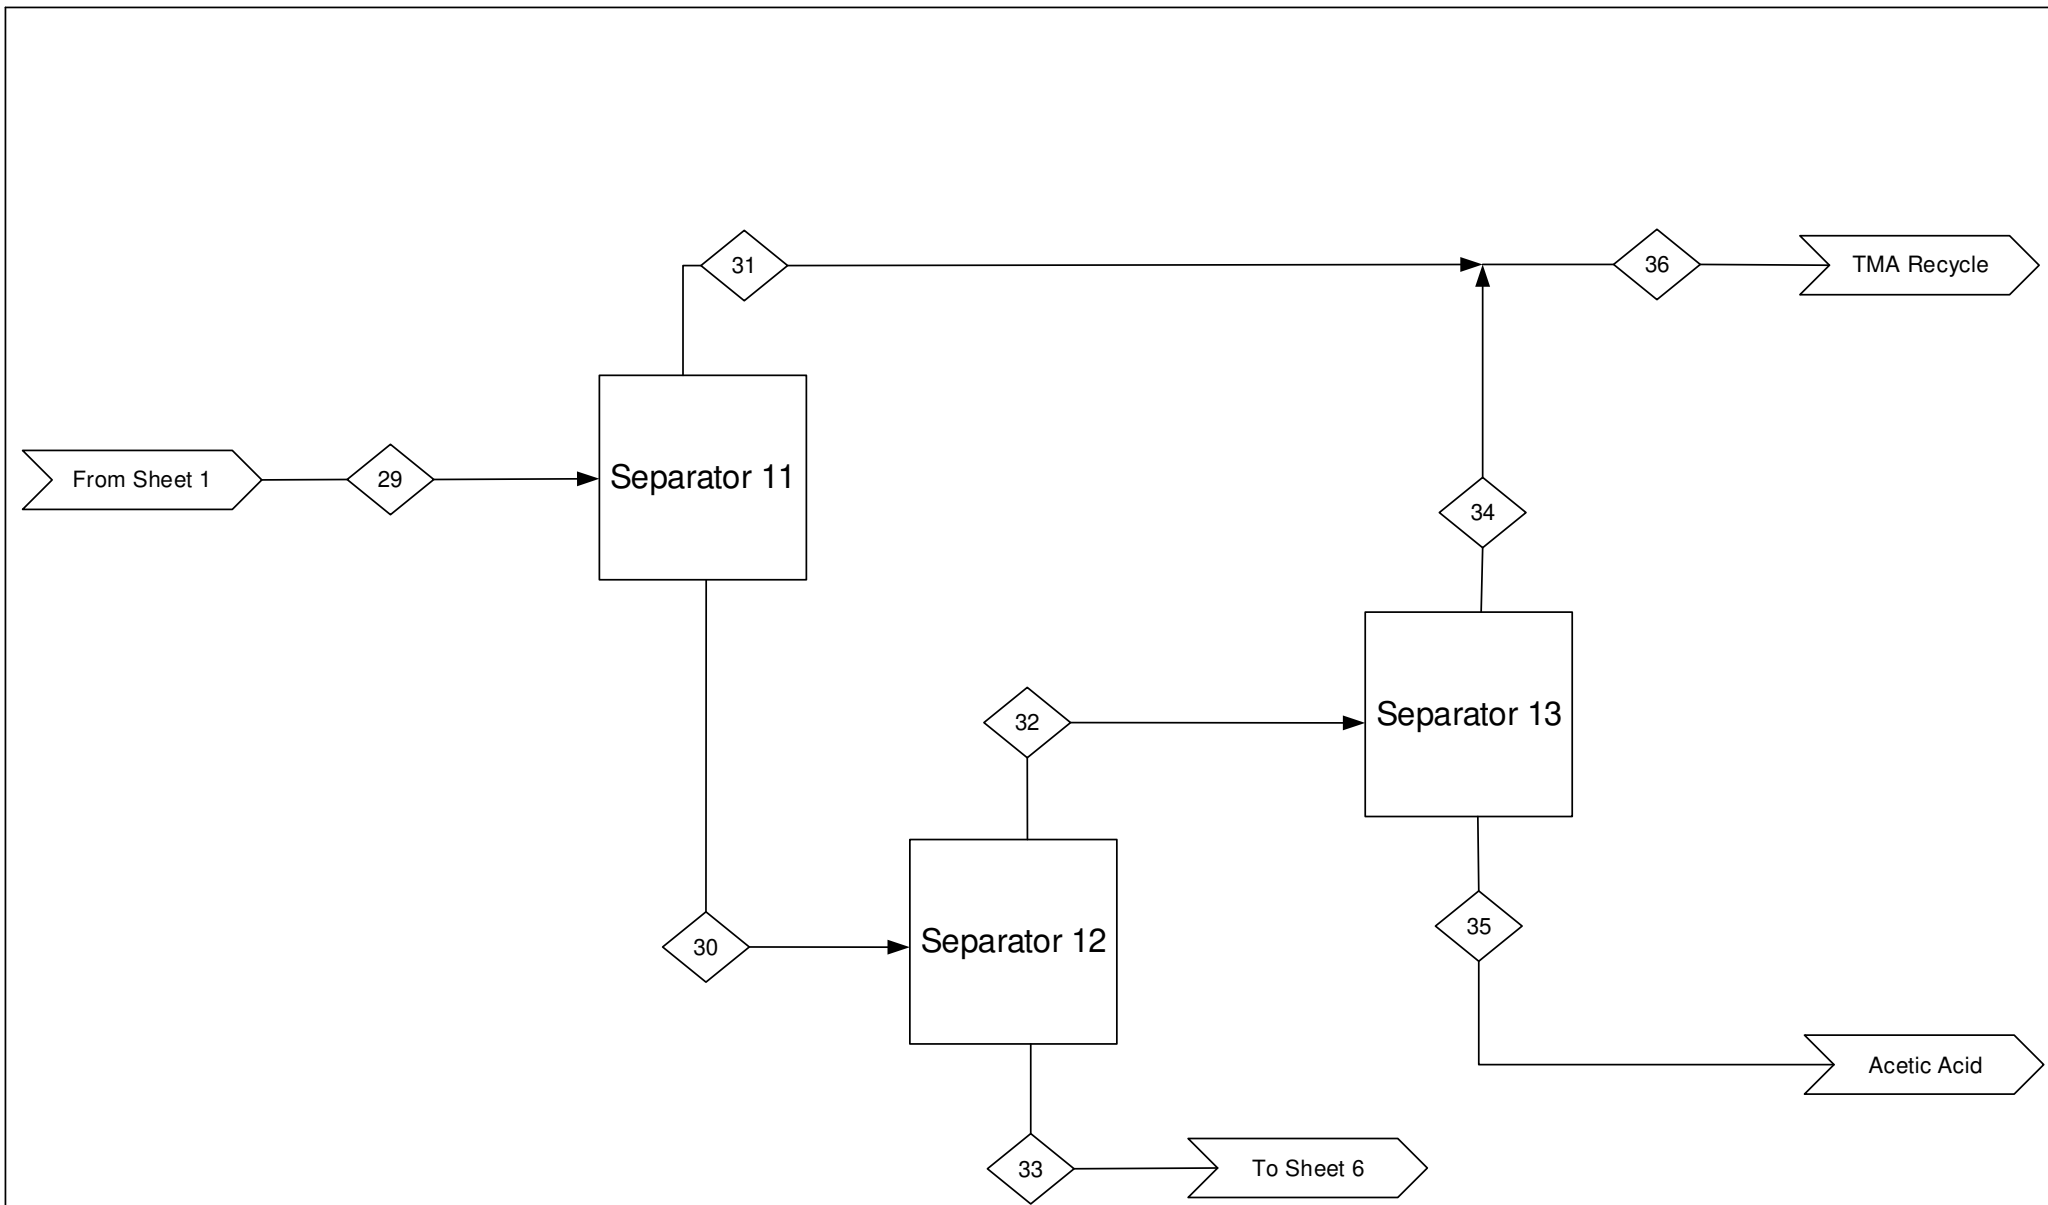 31
36
TMA Recycle
From Sheet 1
29
Separator 11
34
32
Separator 13
30
Separator 12
35
Acetic Acid
33
To Sheet 6